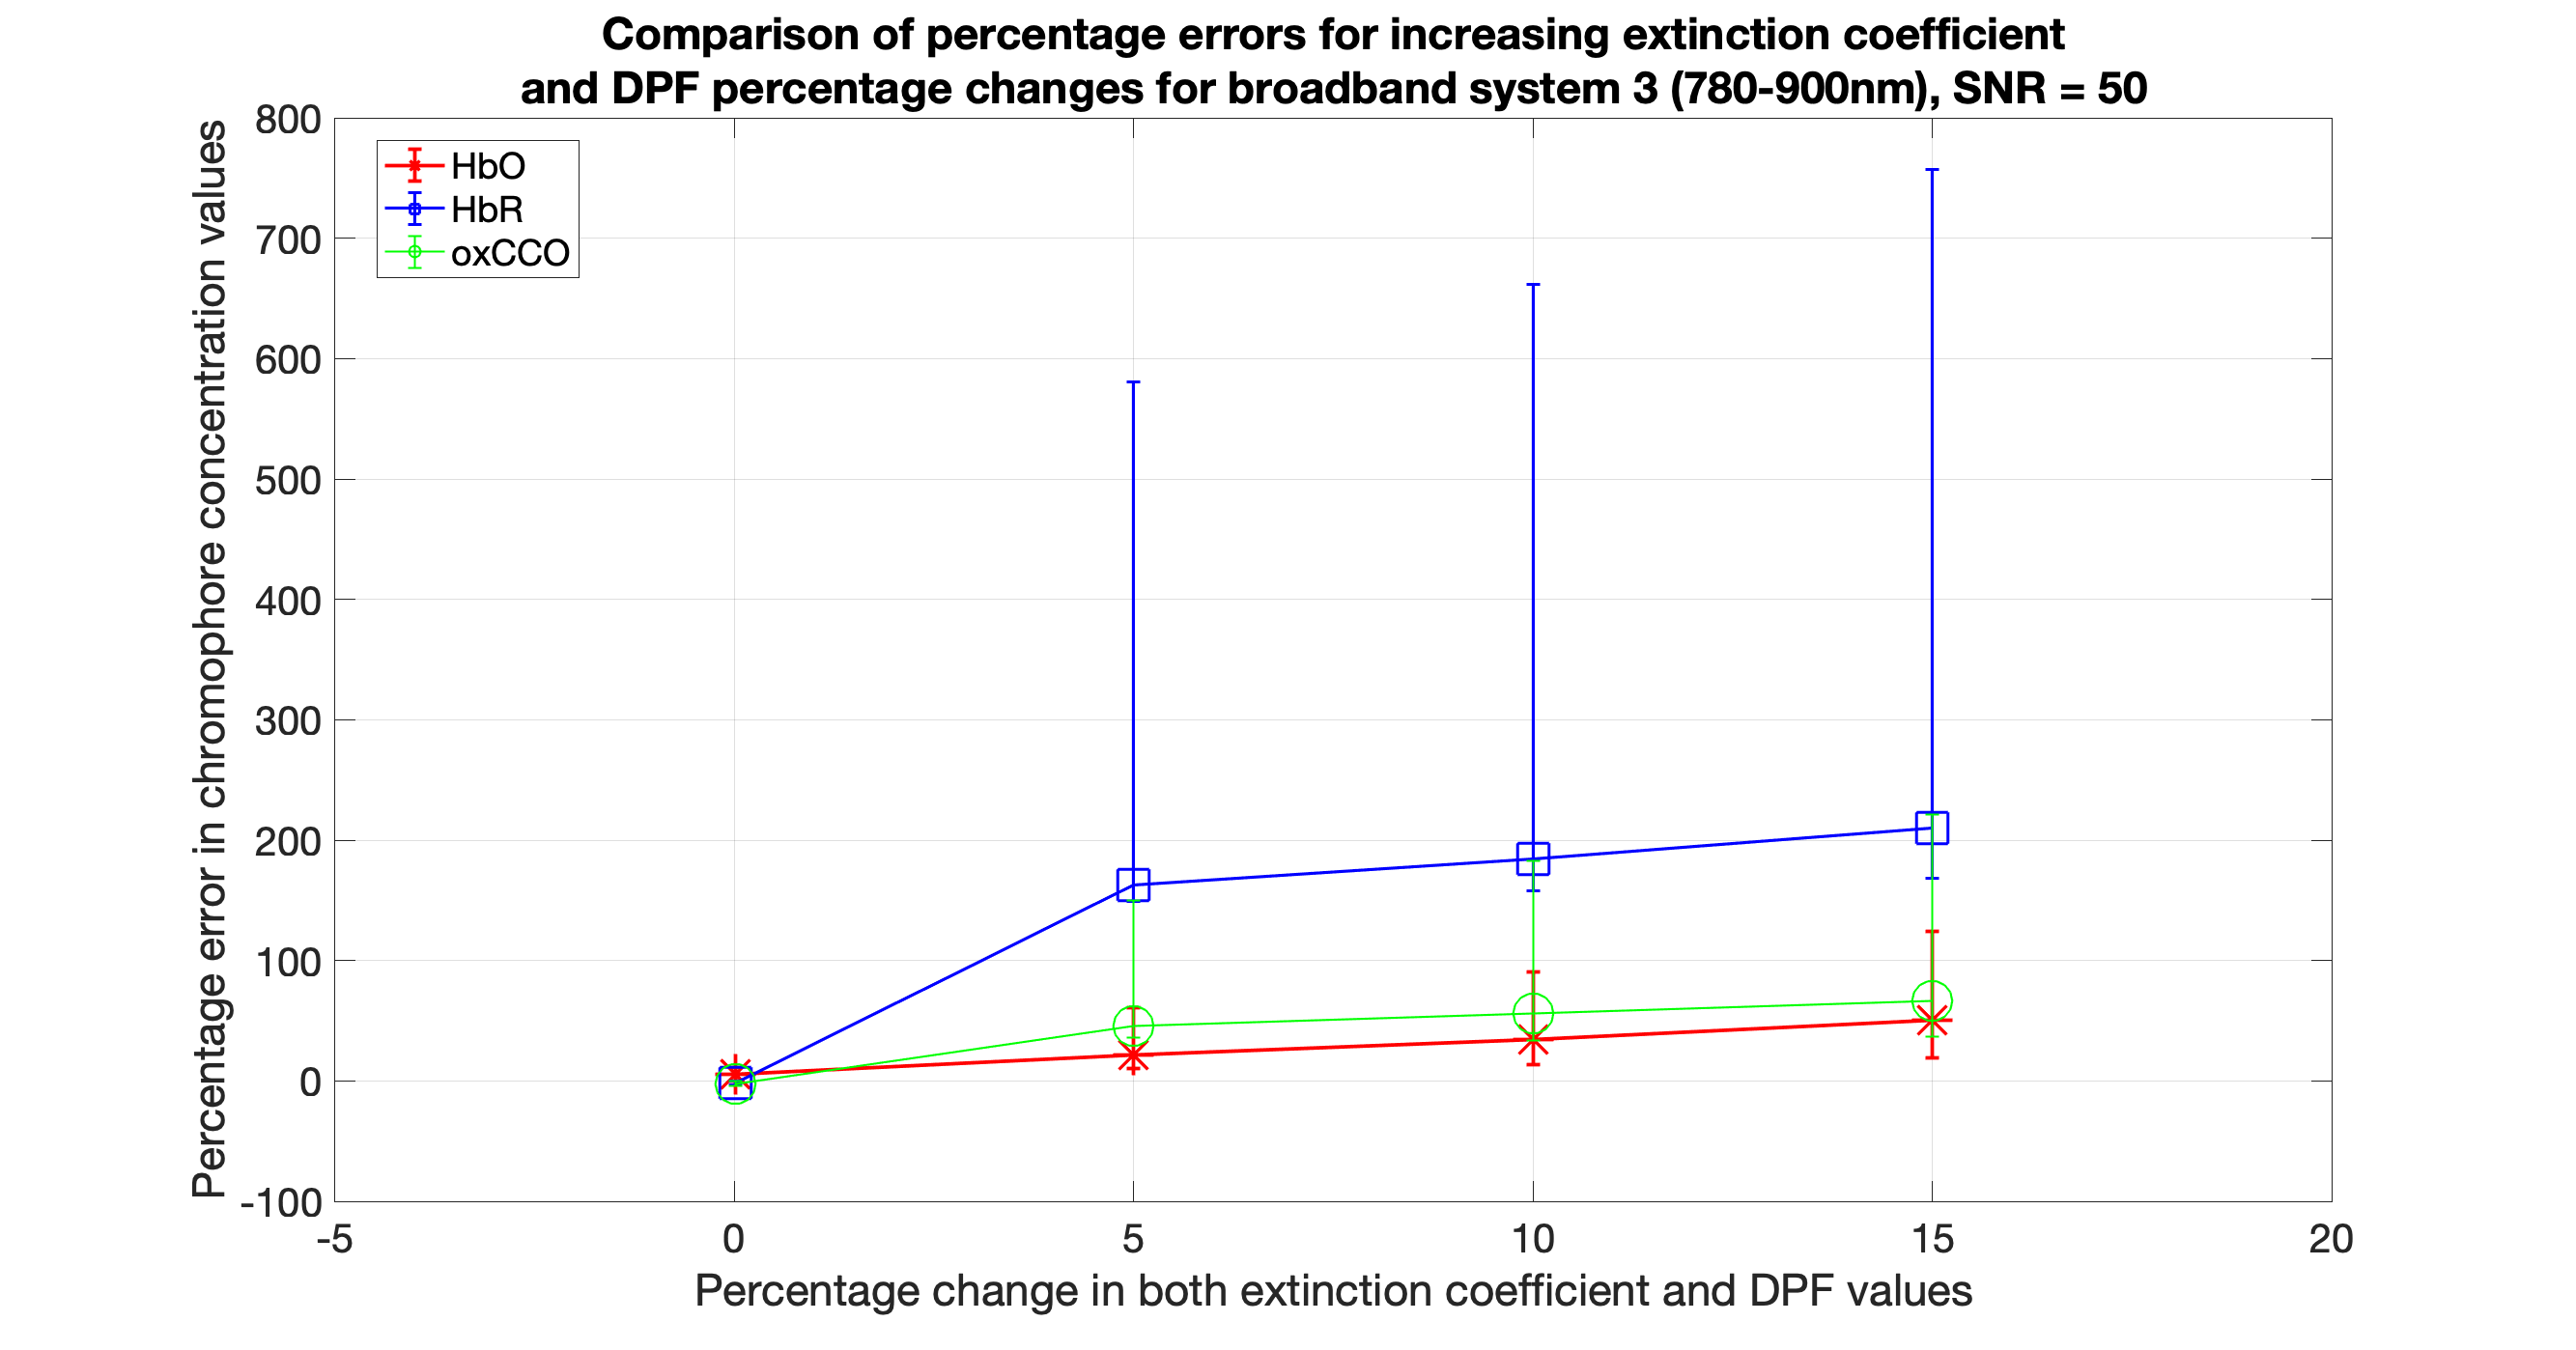 Comparison of percentage errors for increasing extinction coefficient
and DPF percentage changes for broadband system 3 (780-900nm), SNR = 50
Percentage error in chromophore concentration values
800
700
600
500
400
300
200
100
0
-100
HbO
HbR
oxCCO
-5
0
5
10
15
20
Percentage change in both extinction coefficient and DPF values